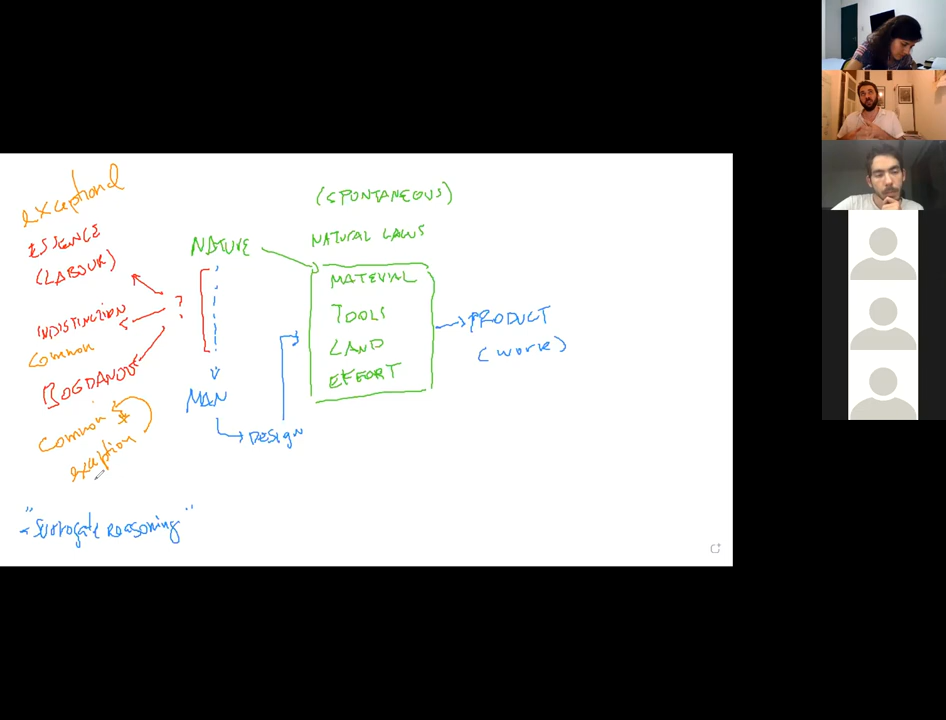 exceptional
ESSENCE
(LABOUR)
INDISTINCTION
Common
BOGDANOV
Common
exception
"Surrogate reasoning"
?
NATURE
MAN
DESIGN
(SPONTANEOUS)
NATURAL LAWS
MATERIAL
TOOLS
LAND
EFFORT
PRODUCT
(WORK)